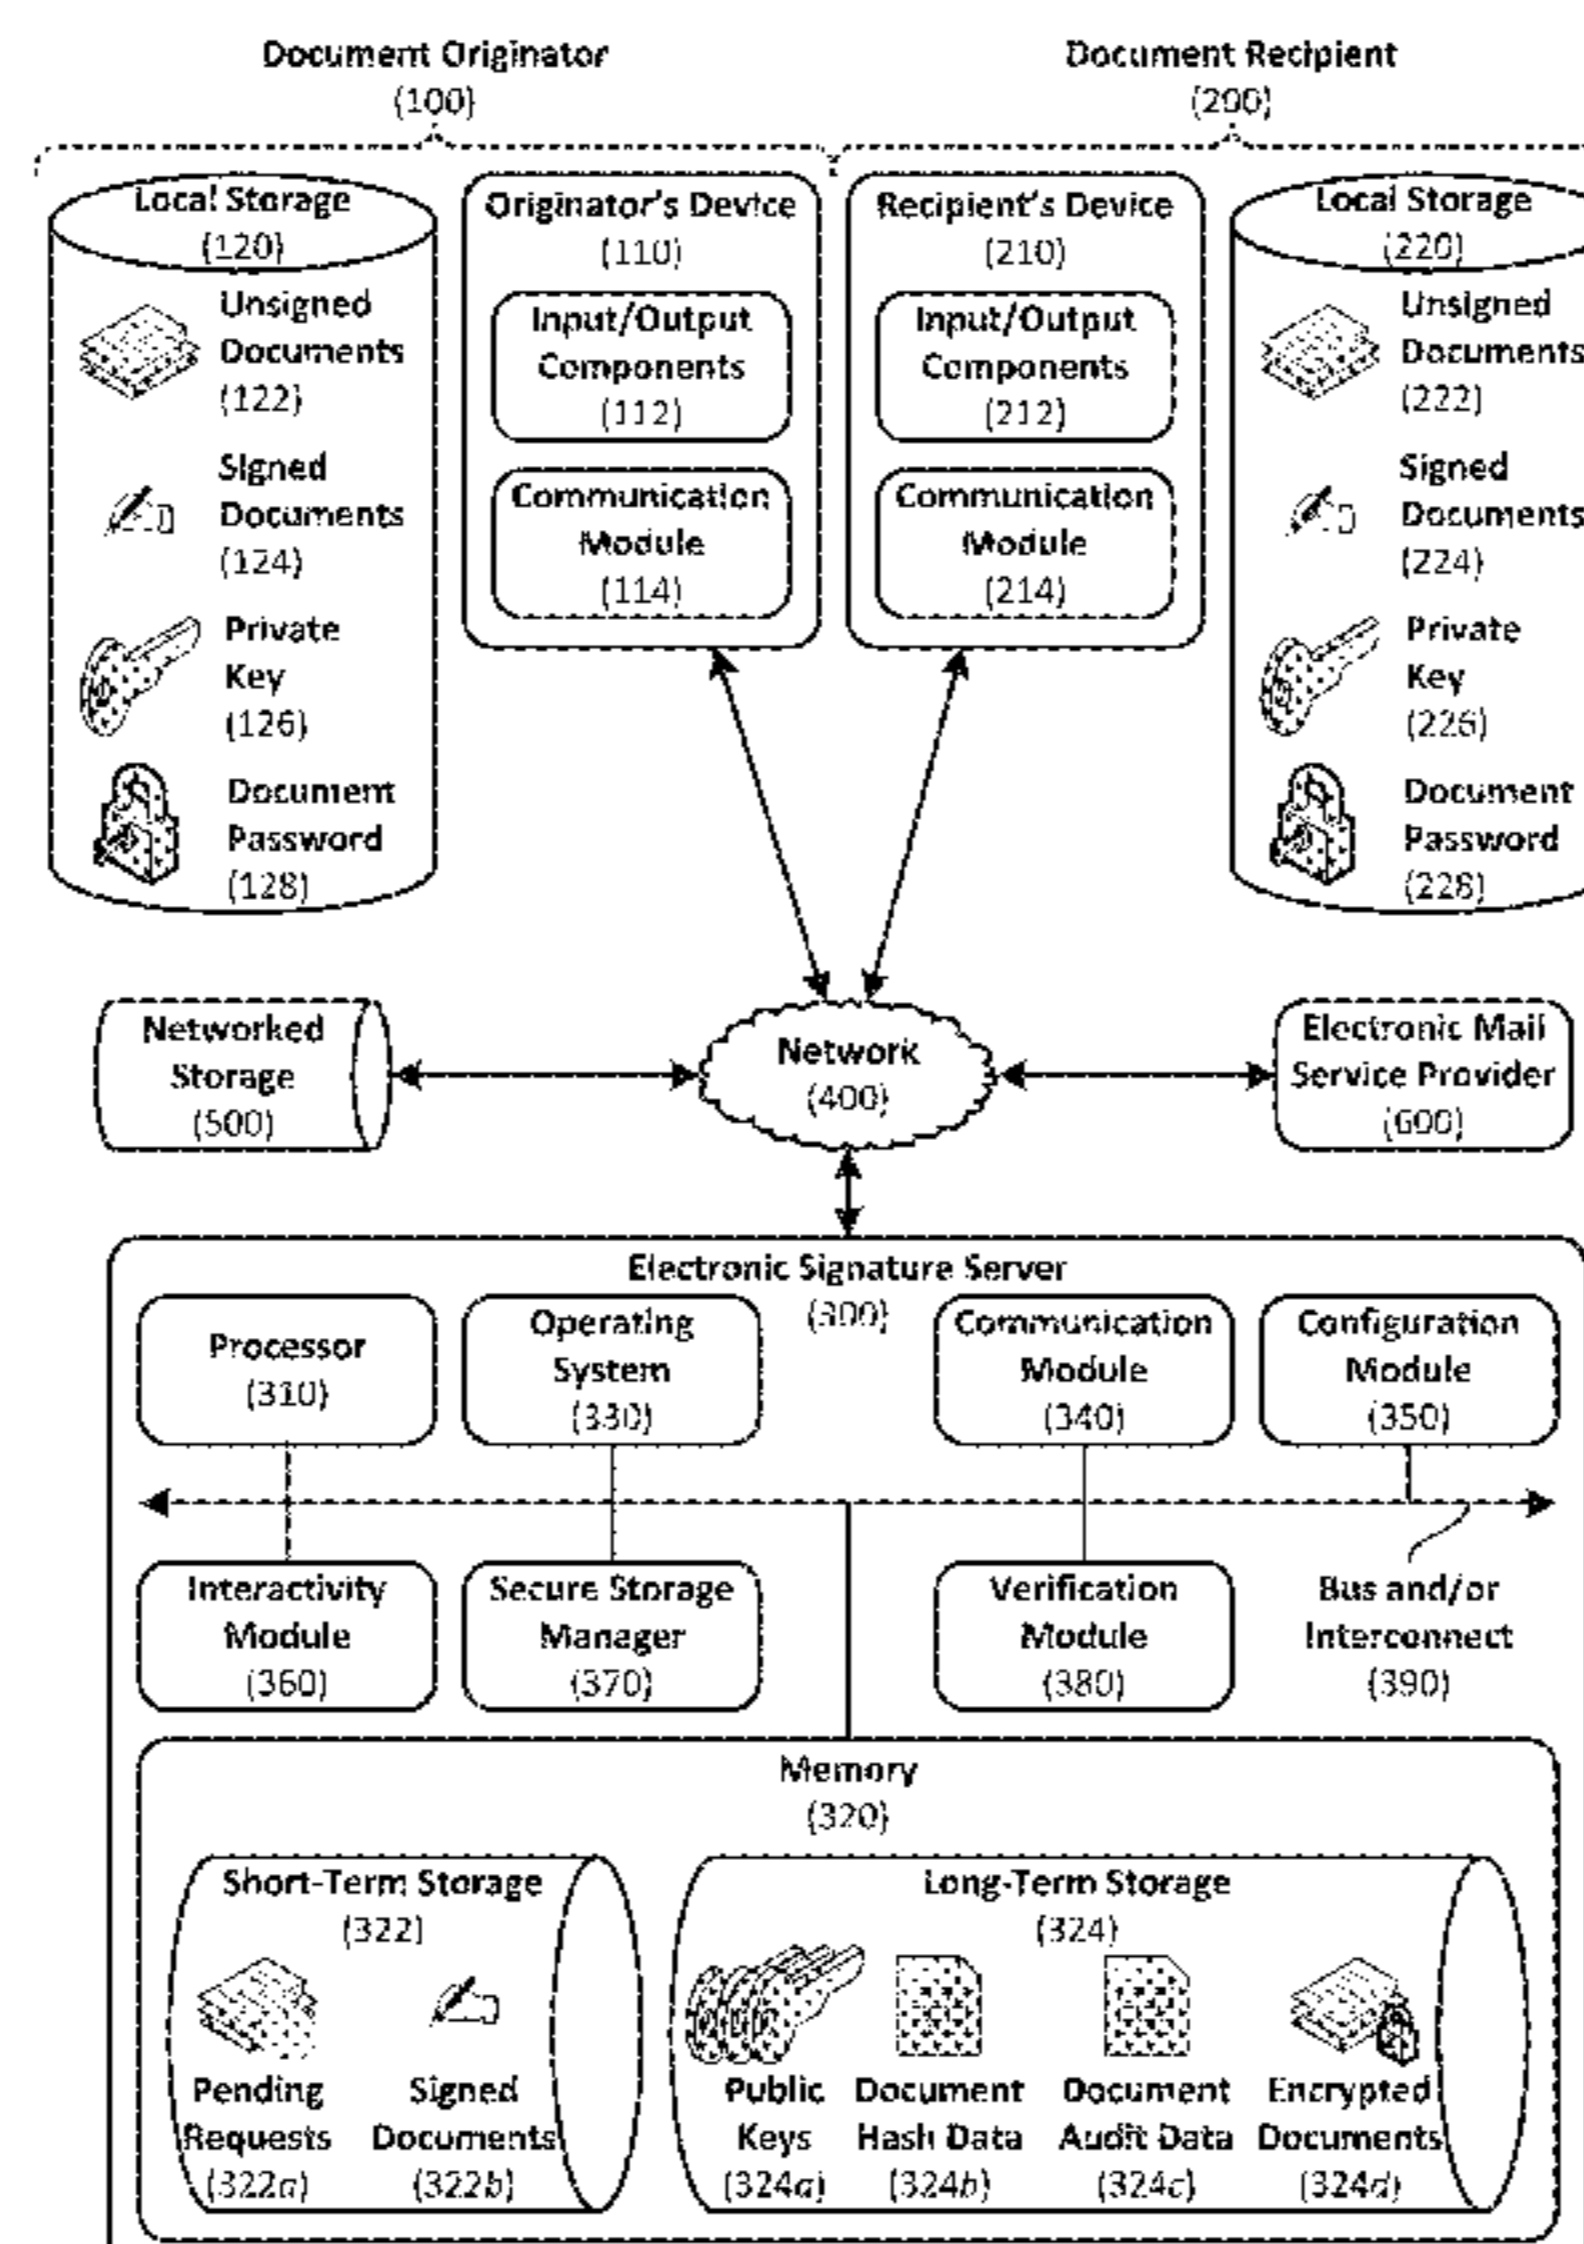 Document Originator
(100)
Document Recipient
(200)
Local Storage
(120)
Unsigned
Documents
(122)
Signed
Documents
(124)
Private
Key
(126)
Document
Password
(128)
Originator's Device
(110)
Input/Output
Components
(112)
Communication
Module
(114)
Recipient's Device
(210)
Input/Output
Components
(212)
Communication
Module
(214)
Local Storage
(220)
Unsigned
Documents
(222)
Signed
Documents
(224)
Private
Key
(226)
Document
Password
(228)
Networked
Storage
(500)
Network
(400)
Electronic Mail
Service Provider
(600)
Electronic Signature Server
(300)
Processor
(310)
Operating
System
(330)
Communication
Module
(340)
Configuration
Module
(350)
Interactivity
Module
(360)
Secure Storage
Manager
(370)
Verification
Module
(380)
Bus and/or
Interconnect
(390)
Memory
(320)
Short-Term Storage
(322)
Pending
Requests
(322a)
Signed
Documents
(322b)
Long-Term Storage
(324)
Public
Keys
(324a)
Document
Hash Data
(324b)
Document
Audit Data
(324c)
Encrypted
Documents
(324d)